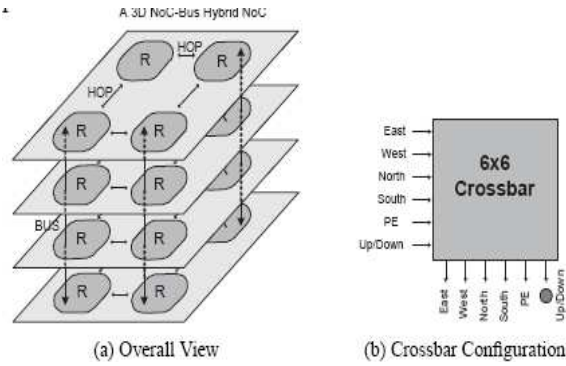 A 3D NoC-Bus Hybrid NoC
R
HOP
R
HOP
R
R
R
R
BUS
R
R
R
R
East
West
North
South
PE
Up/Down
6x6
Crossbar
East
West
North
South
PE
Up/Down
(a) Overall View
(b) Crossbar Configuration